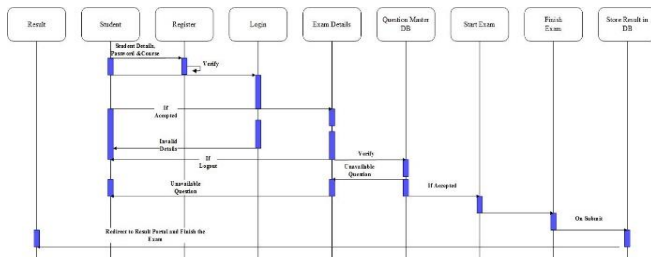 Result
Student
Register
Login
Exam Details
Question Master
DB
Start Exam
Finish
Exam
Store Result in
DB
Student Details,
Password &Course
Verify
If
Accepted
Invalid
Details
If
Logout
Verify
Unavailable
Question
Unavailable
Question
If Accepted
On Submit
Redirect to Result Portal and Finish the
Exam